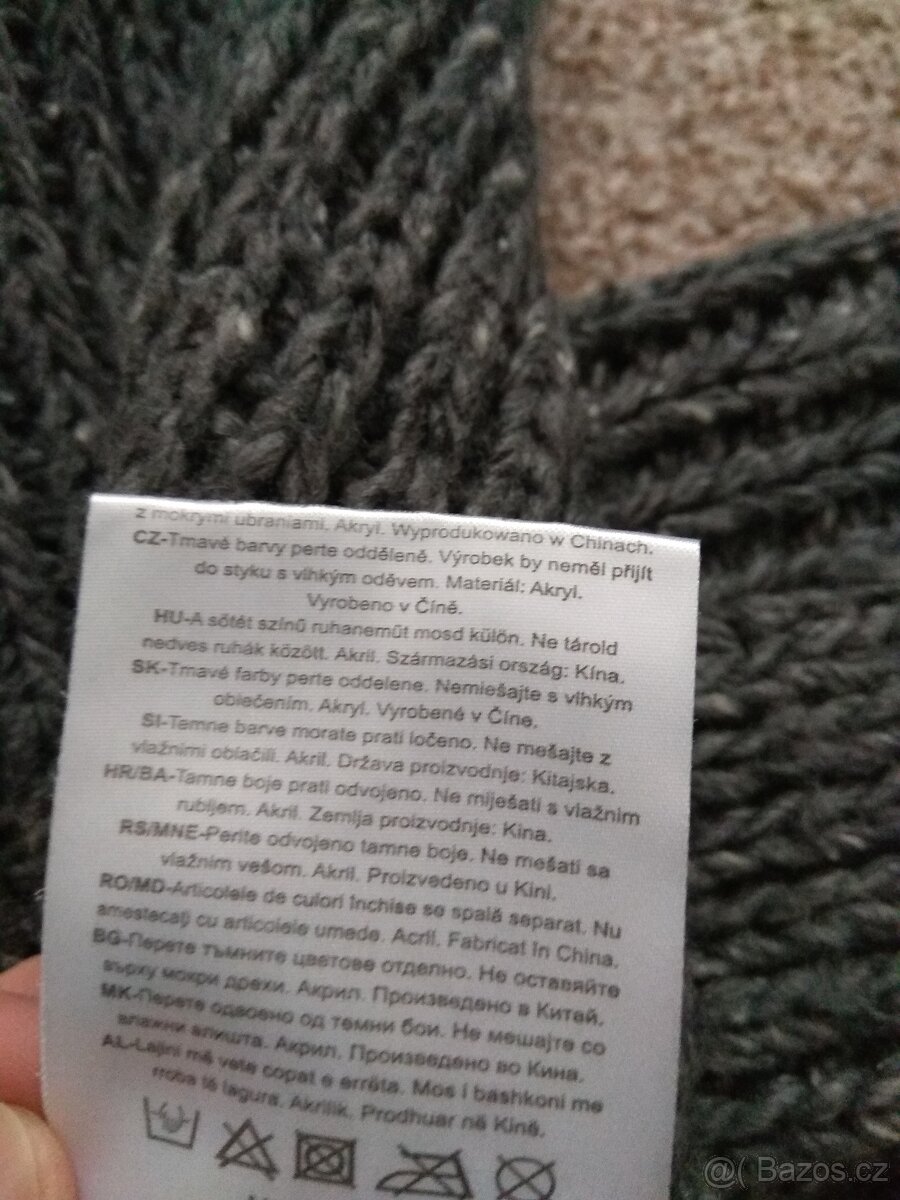 z mokrymi ubraniami. Akryl. Wyprodukowano w Chinach.
CZ-Tmavé barvy perte odděleně. Výrobek by neměl přijít
do styku s vlhkým oděvem. Materiál: Akryl.
Vyrobeno v Číně.
HU-A sötét színű ruhaneműt mosd külön. Ne tárold
nedves ruhák között. Akril. Származási ország: Kína.
SK-Tmavé farby perte oddelene. Nemiešajte s vlhkým
oblečením. Akryl. Vyrobené v Číne.
SI-Temne barve morate prati ločeno. Ne mešajte z
vlažnimi oblačili. Akril. Država proizvodnje: Kitajska.
HR/BA-Tamne boje prati odvojeno. Ne miješati s vlažnim
rubljem. Akril. Zemlja proizvodnje: Kina.
RS/MNE-Perite odvojeno tamne boje. Ne mešati sa
vlažnim vešom. Akril. Proizvedeno u Kini.
RO/MD-Articolele de culori închise se spală separat. Nu
amestecaţi cu articolele umede. Acril. Fabricat în China.
BG-Перете тъмните цветове отделно. Не оставяйте
върху мокри дрехи. Акрил. Произведено в Китай.
МК-Перете одвоено од темни бои. Не мешајте со
влажни алишта. Акрил. Произведено во Кина.
AL-Lajini më vete copat e errëta. Mos i bashkoni me
rroba të lagura. Akrilik. Prodhuar në Kinë.
@( Bazos.cz